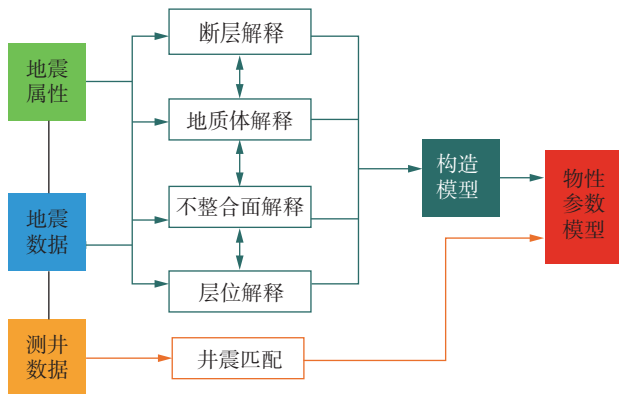 地震
属性
地震
数据
测井
数据
断层解释
地质体解释
不整合面解释
层位解释
井震匹配
构造
模型
物性
参数
模型